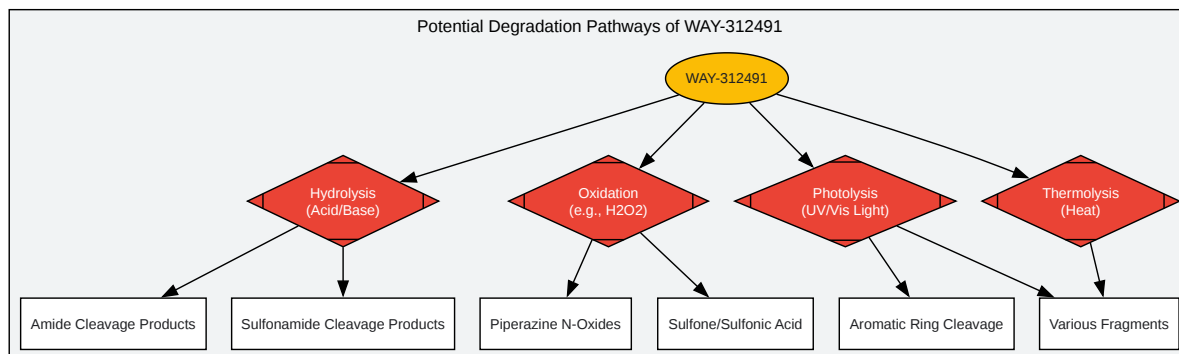 Potential Degradation Pathways of WAY-312491
WAY-312491
Hydrolysis
(Acid/Base)
Oxidation
(e.g., H2O2)
Photolysis
(UV/Vis Light)
Thermolysis
(Heat)
Amide Cleavage Products
Sulfonamide Cleavage Products
Piperazine N-Oxides
Sulfone/Sulfonic Acid
Aromatic Ring Cleavage
Various Fragments